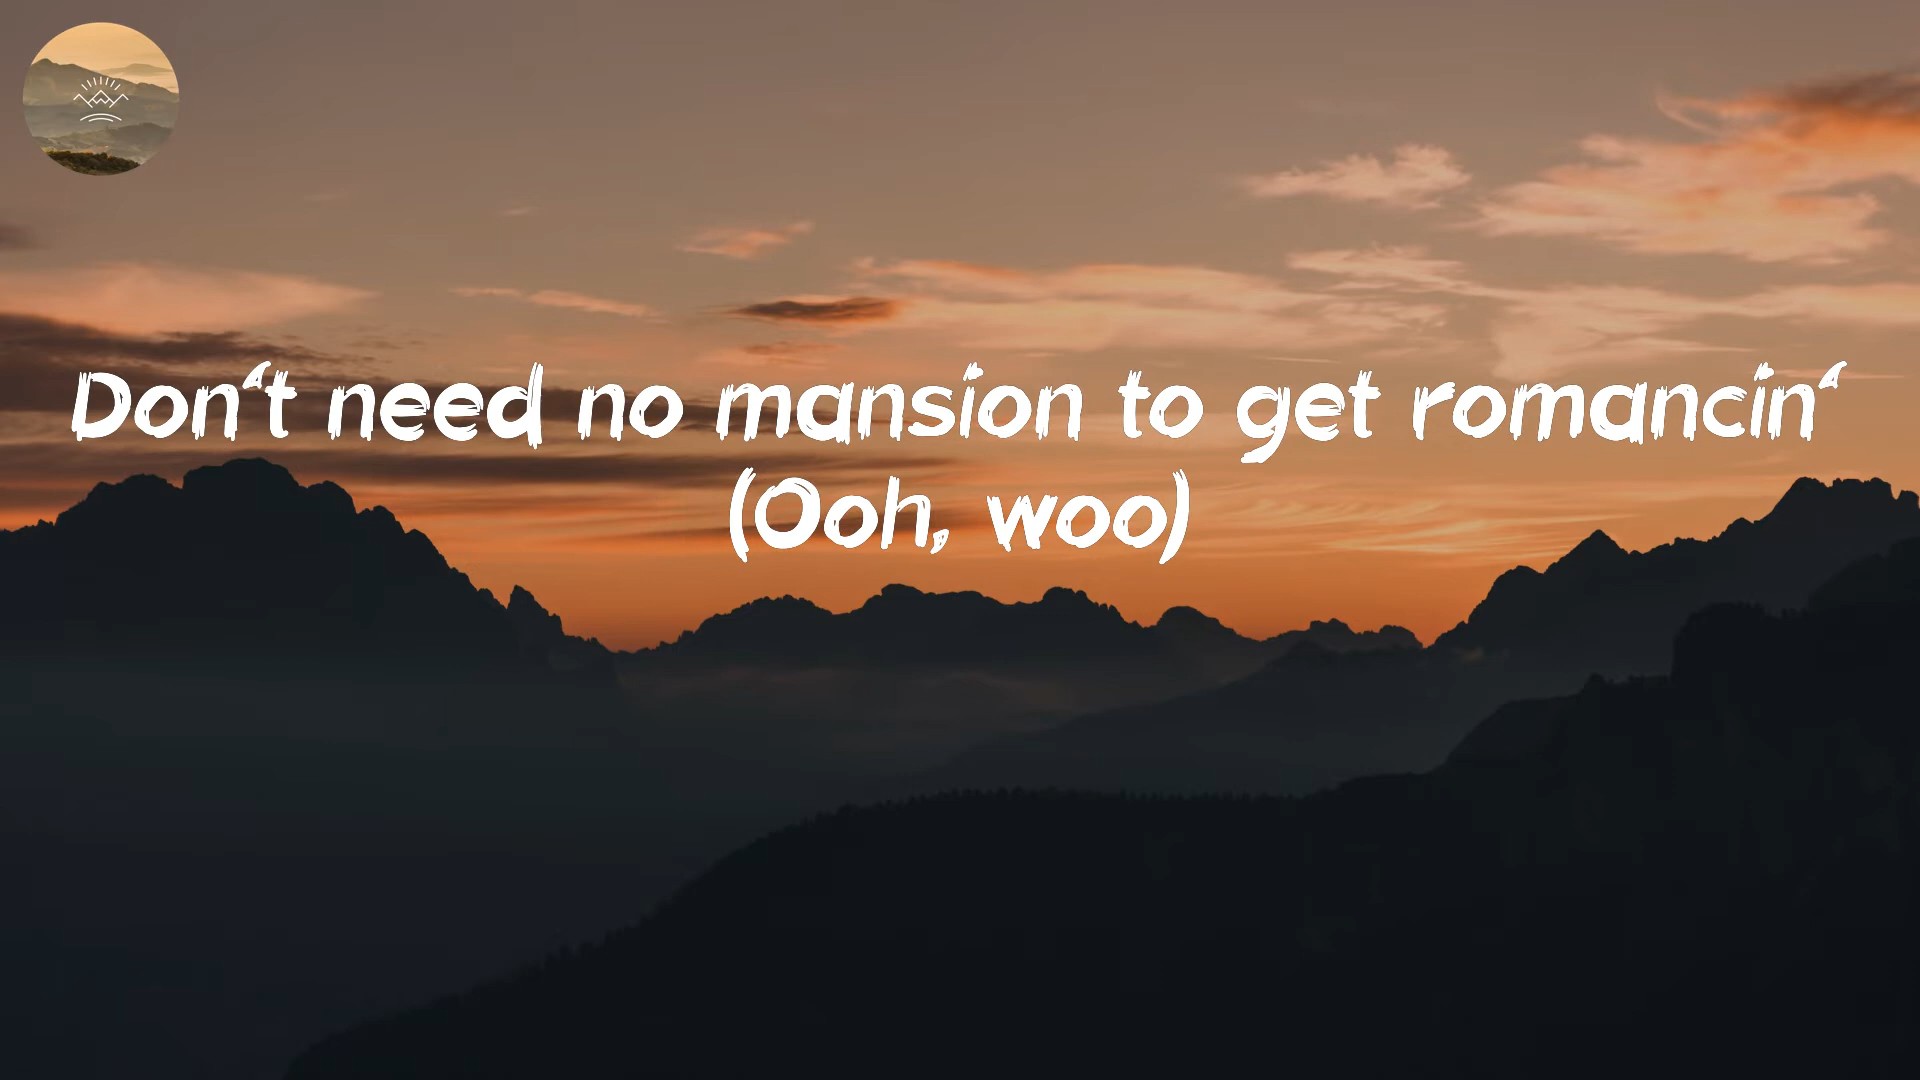 Don‘t need no mansion to get romancin‘
(Ooh, woo)